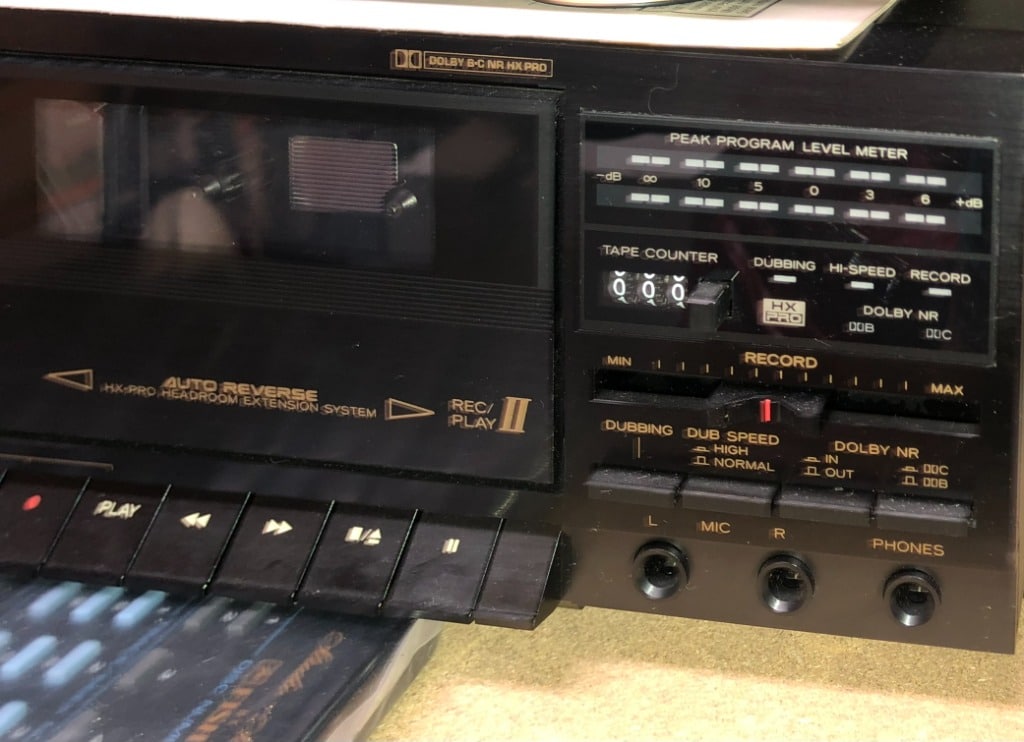 DOLBY B·C NR HX PRO
PEAK PROGRAM LEVEL METER
-dB ∞ 10 5 0 3 6 +dB
TAPE COUNTER
DUBBING HI-SPEED RECORD
000
HX
PRO
DOLBY NR
B C
MIN RECORD MAX
AUTO REVERSE
HX-PRO HEADROOM EXTENSION SYSTEM
REC/
PLAY II
DUBBING DUB SPEED DOLBY NR
HIGH IN C
NORMAL OUT B
PLAY
L MIC R PHONES